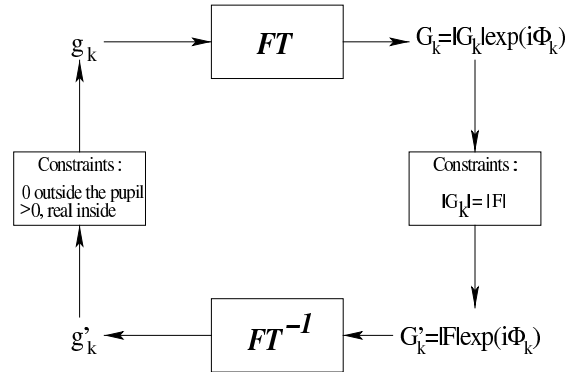 g_k
FT
G_k=|G_k|exp(iΦ_k)
Constraints :
0 outside the pupil
>0, real inside
Constraints :
|G_k|= |F|
g'_k
FT^-1
G'_k=|F|exp(iΦ_k)